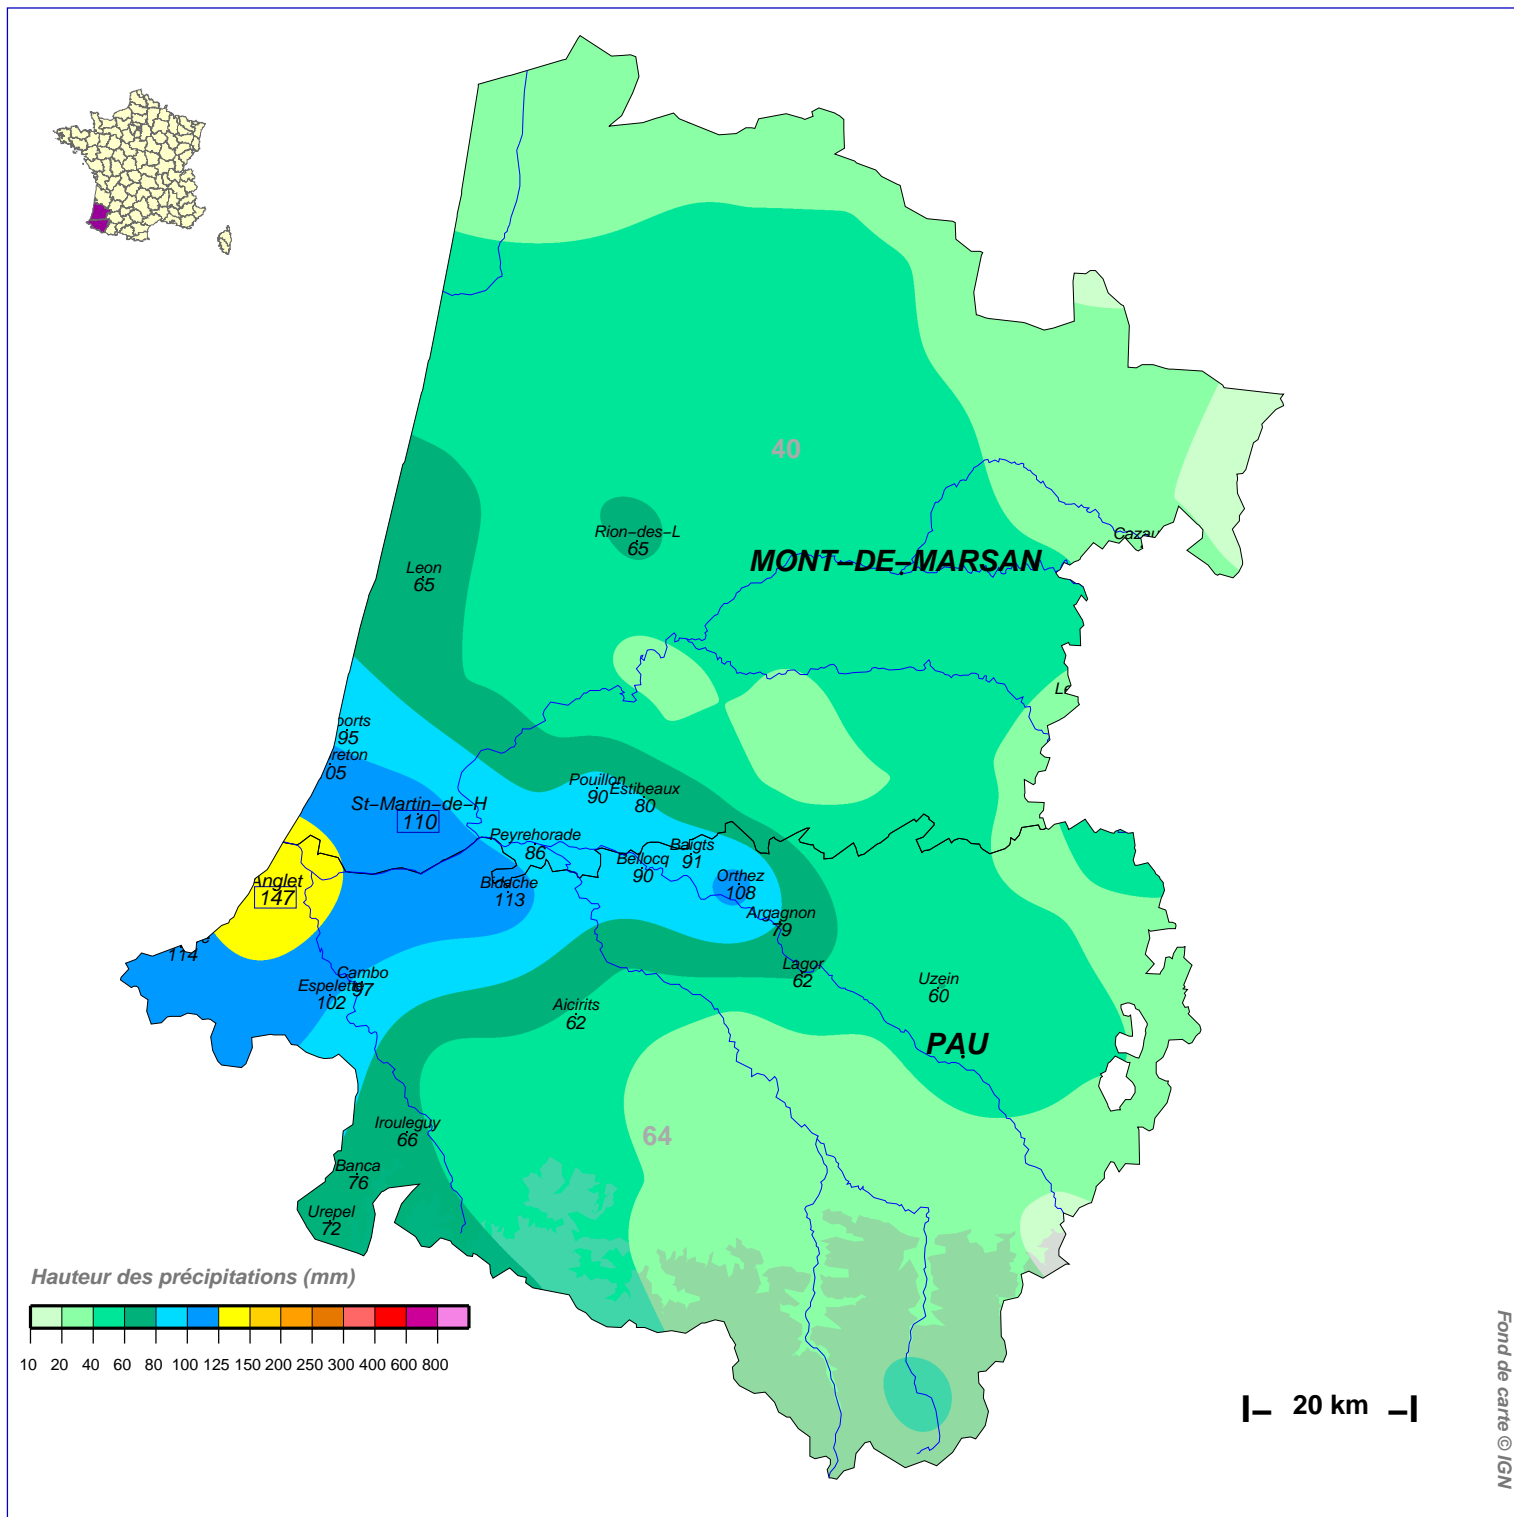 40
Rion-des-L
65
MONT-DE-MARSAN
Leon
65
95
St-Martin-de-H
110
Pouillon
90
Estibeaux
80
Peyrehorade
86
Bellocq
90
Baigts
91
Orthez
108
Anglet
147
Bidache
113
Argagnon
79
114
Lagor
62
Uzein
60
Cambo
97
Espelette
102
Aicirits
62
PAU
Irouleguy
66
64
Banca
76
Urepel
72
Hauteur des précipitations (mm)
10 20 40 60 80 100 125 150 200 250 300 400 600 800
20 km
Fond de carte © IGN